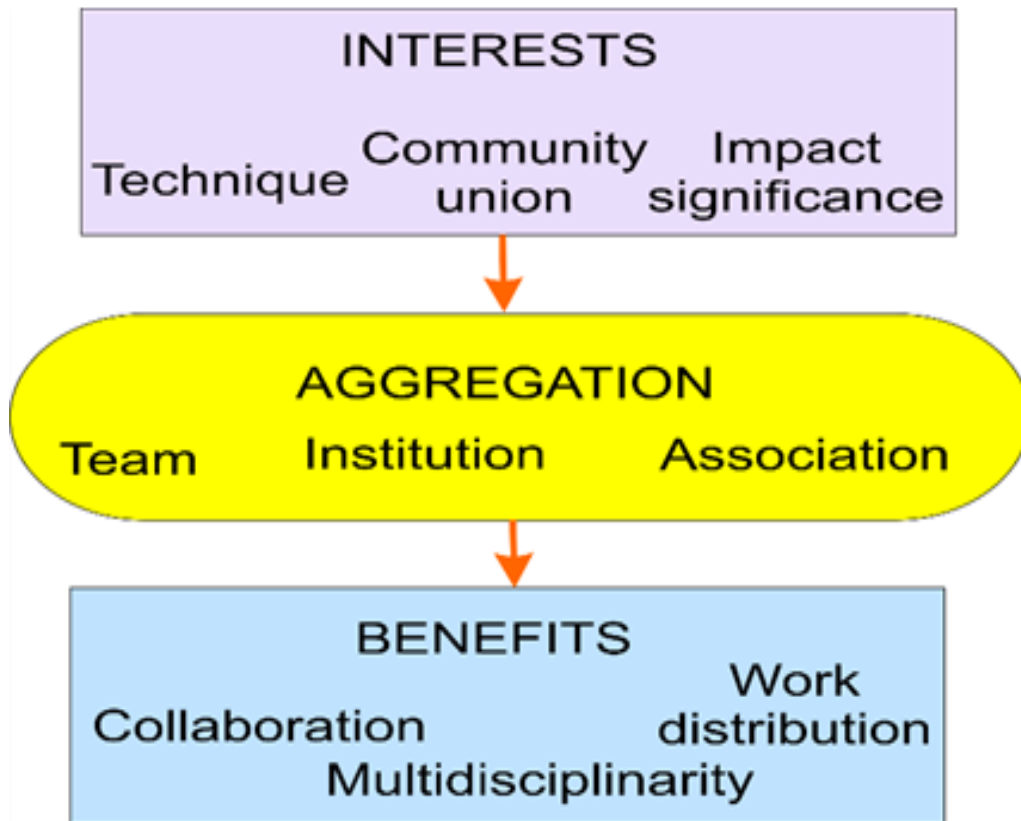 INTERESTS
Technique
Community
union
Impact
significance
AGGREGATION
Team
Institution
Association
BENEFITS
Collaboration
Work
distribution
Multidisciplinarity